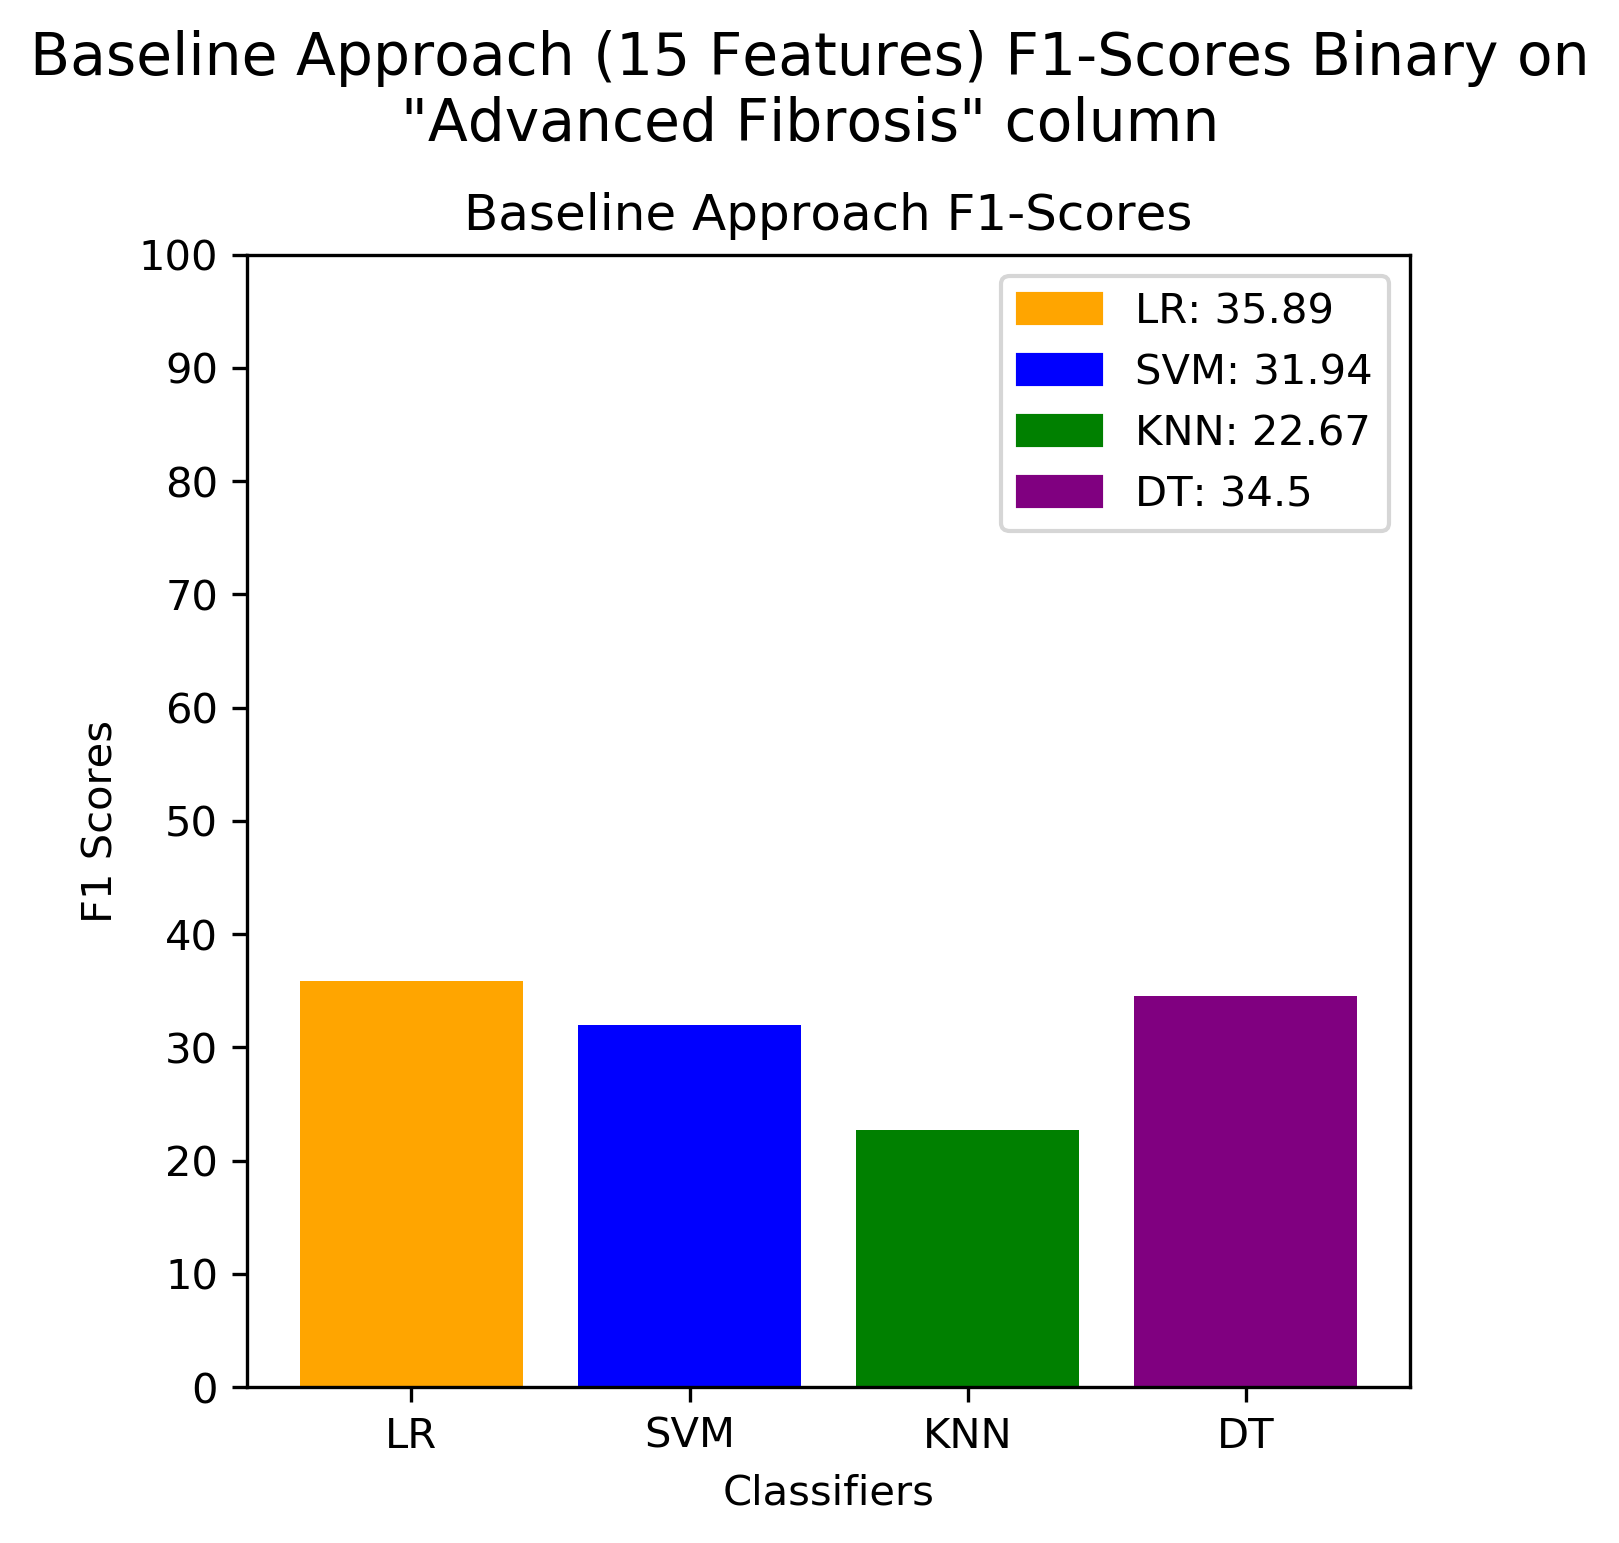 Baseline Approach (15 Features) F1-Scores Binary on
"Advanced Fibrosis" column
Baseline Approach F1-Scores
100
90
80
70
60
50
40
30
20
10
0
F1 Scores
LR: 35.89
SVM: 31.94
KNN: 22.67
DT: 34.5
LR
SVM
KNN
DT
Classifiers